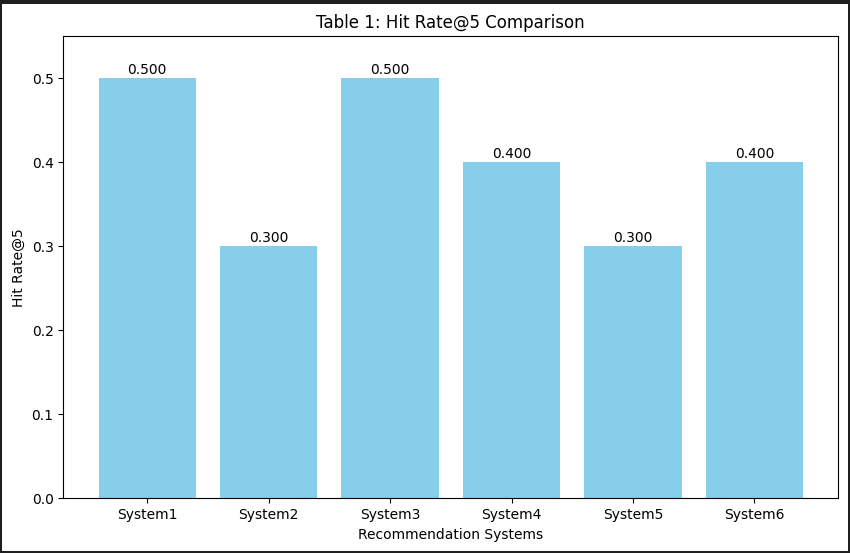 Table 1: Hit Rate@5 Comparison
0.500
0.300
0.500
0.400
0.300
0.400
Hit Rate@5
0.5
0.4
0.3
0.2
0.1
0.0
System1
System2
System3
System4
System5
System6
Recommendation Systems